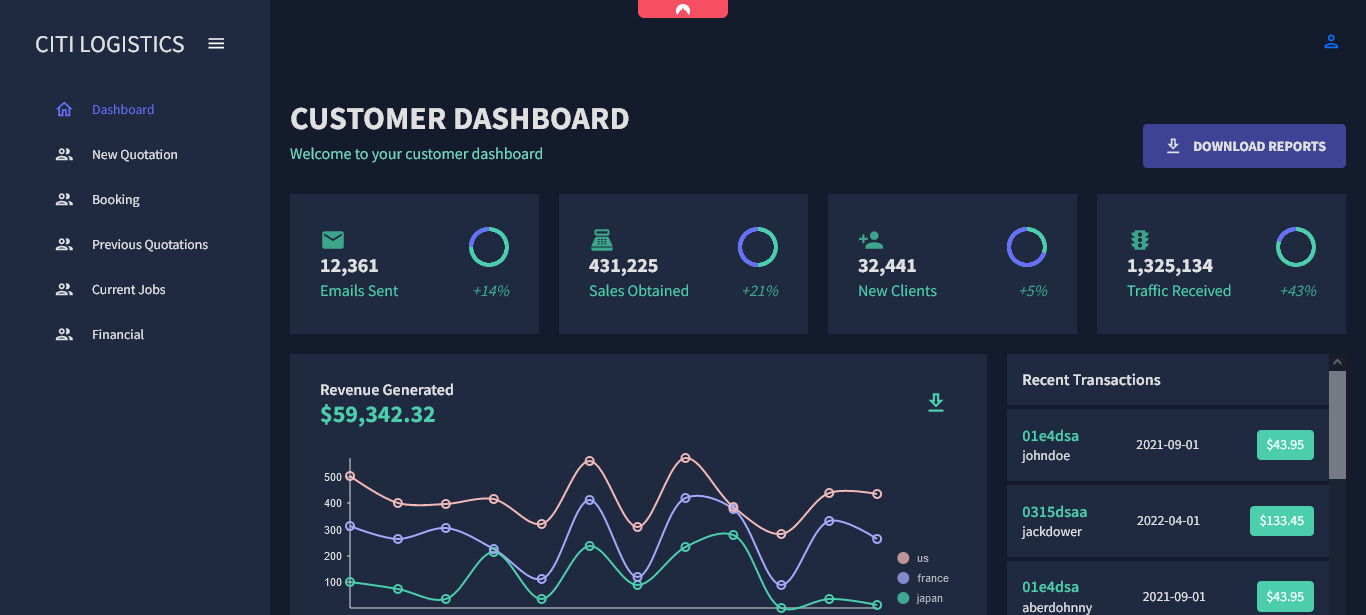 CITI LOGISTICS
Dashboard
New Quotation
Booking
Previous Quotations
Current Jobs
Financial
CUSTOMER DASHBOARD
Welcome to your customer dashboard
DOWNLOAD REPORTS
12,361
Emails Sent
+14%
431,225
Sales Obtained
+21%
32,441
New Clients
+5%
1,325,134
Traffic Received
+43%
Revenue Generated
$59,342.32
500
400
300
200
100
us
france
japan
Recent Transactions
01e4dsa
johndoe
2021-09-01
$43.95
0315dsaa
jackdower
2022-04-01
$133.45
01e4dsa
aberdohnny
2021-09-01
$43.95